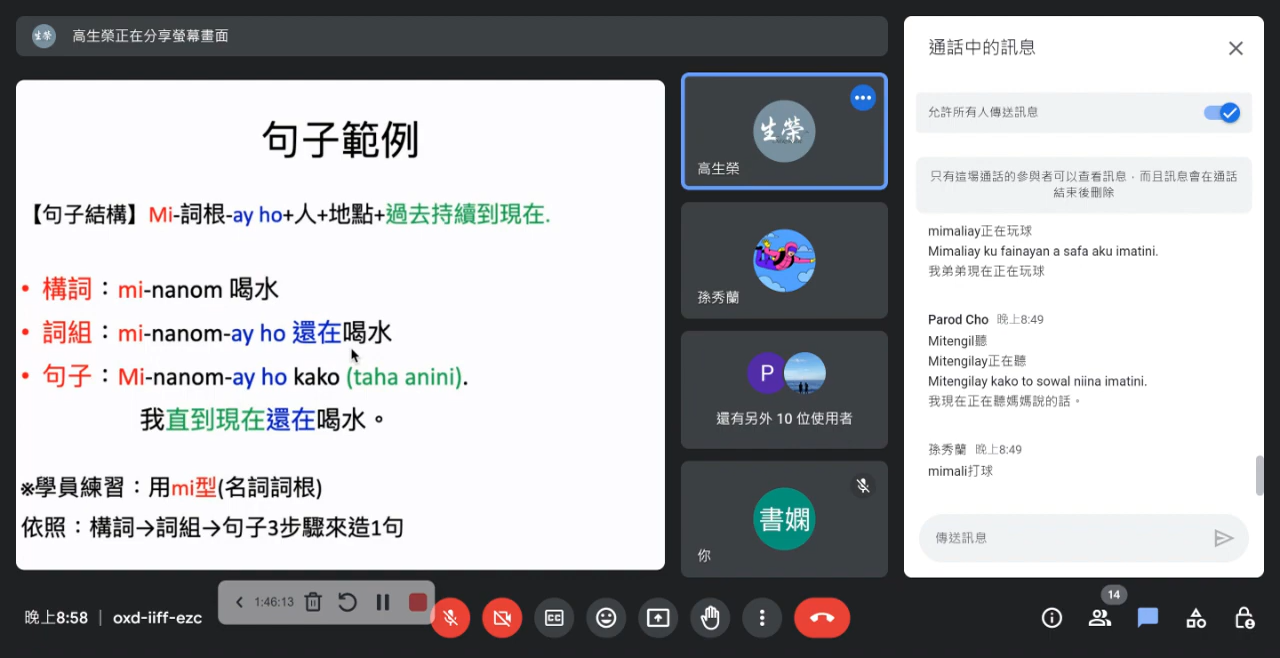 生榮
高生榮正在分享螢幕畫面
句子範例
【句子結構】Mi-詞根-ay ho+人+地點+過去持續到現在.
• 構詞：mi-nanom 喝水
• 詞組：mi-nanom-ay ho 還在喝水
• 句子：Mi-nanom-ay ho kako (taha anini).
我直到現在還在喝水。
※學員練習：用mi型(名詞詞根)
依照：構詞→詞組→句子3步驟來造1句
生榮
高生榮
孫秀蘭
P
還有另外 10 位使用者
書嫻
你
通話中的訊息
允許所有人傳送訊息
只有這場通話的參與者可以查看訊息，而且訊息會在通話
結束後刪除
mimaliay正在玩球
Mimaliay ku fainayan a safa aku imatini.
我弟弟現在正在玩球
Parod Cho 晚上8:49
Mitengil聽
Mitengilay正在聽
Mitengilay kako to sowal niina imatini.
我現在正在聽媽媽說的話。
孫秀蘭 晚上8:49
mimali打球
傳送訊息
晚上8:58 | oxd-iiff-ezc
1:46:13
CC
14